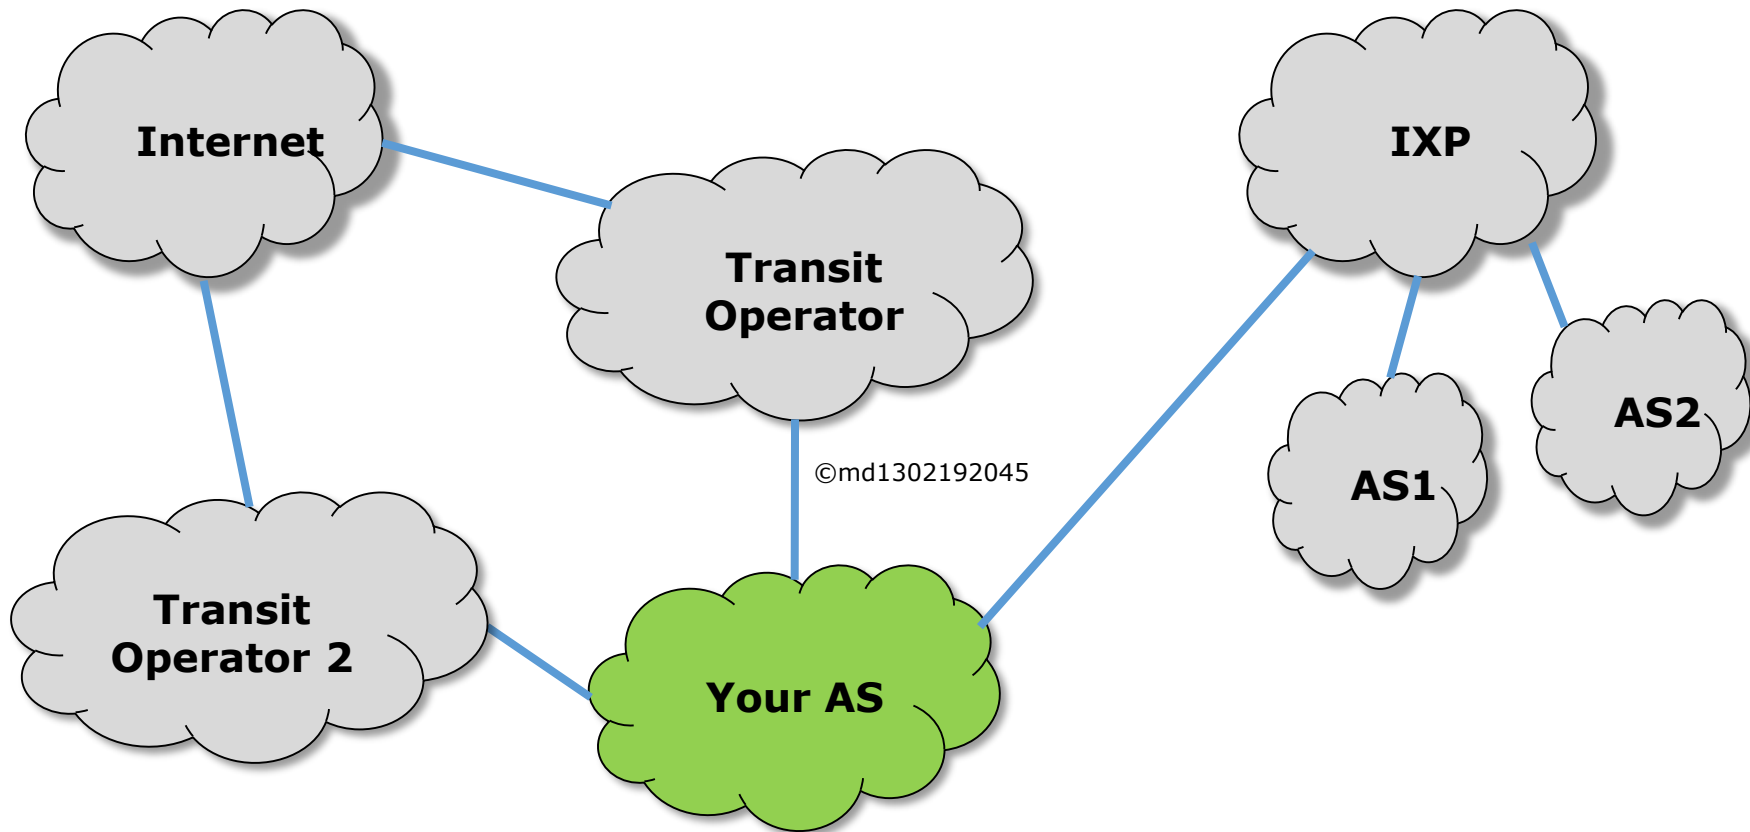 Internet
IXP
Transit
Operator
AS2
©md1302192045
AS1
Transit
Operator 2
Your AS